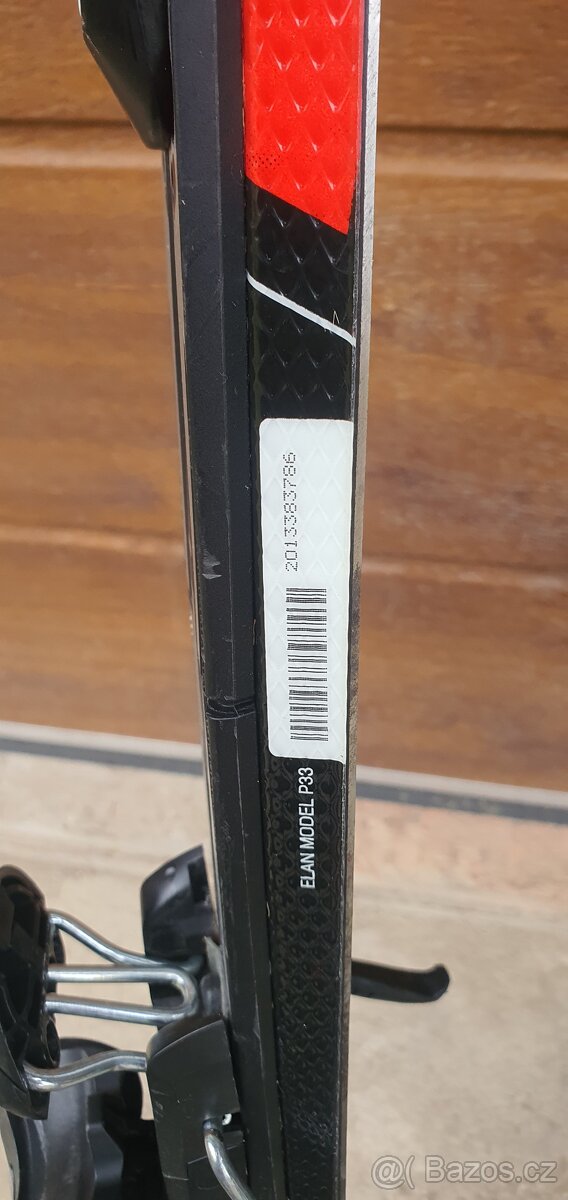 2013383786
ELAN MODEL P33
@ Bazos.cz